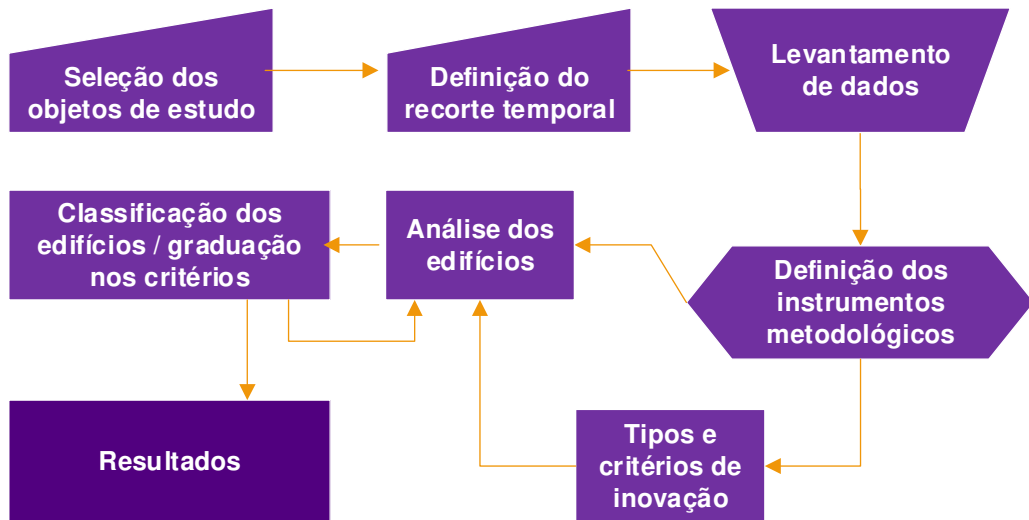 Seleção dos
objetos de estudo
Definição do
recorte temporal
Levantamento
de dados
Classificação dos
edifícios / graduação
nos critérios
Análise dos
edifícios
Definição dos
instrumentos
metodológicos
Resultados
Tipos e
critérios de
inovação